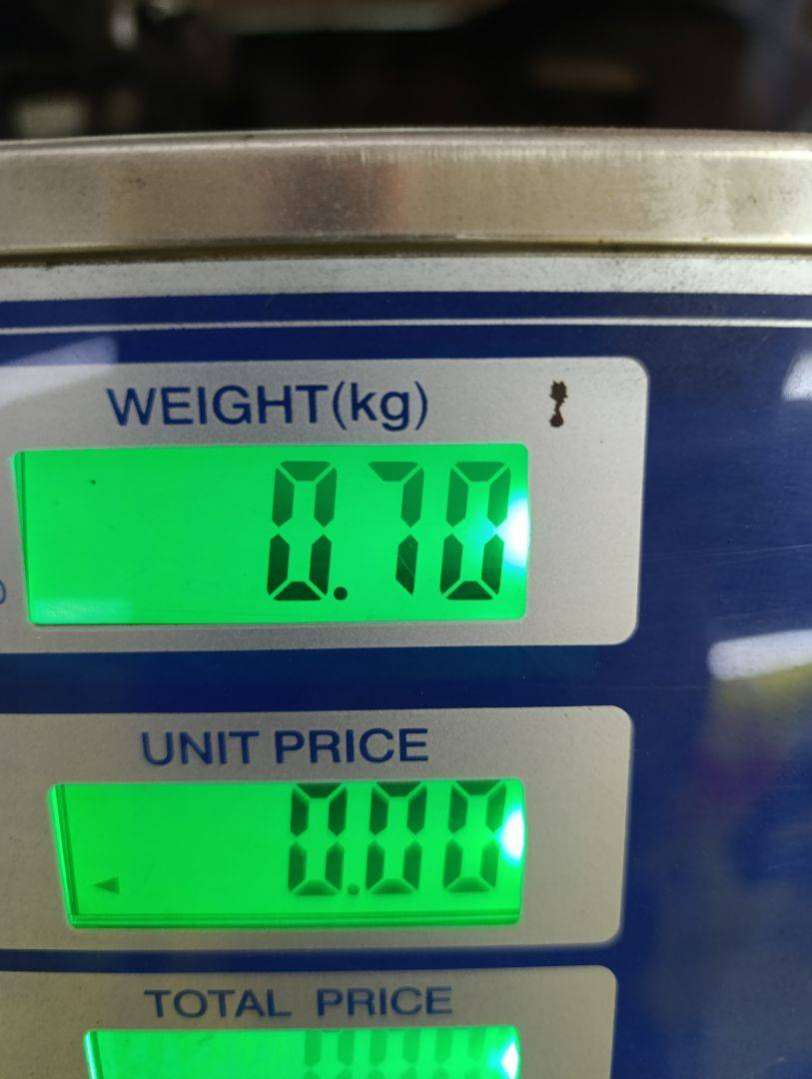 WEIGHT(kg)
0.70
UNIT PRICE
0.00
TOTAL PRICE